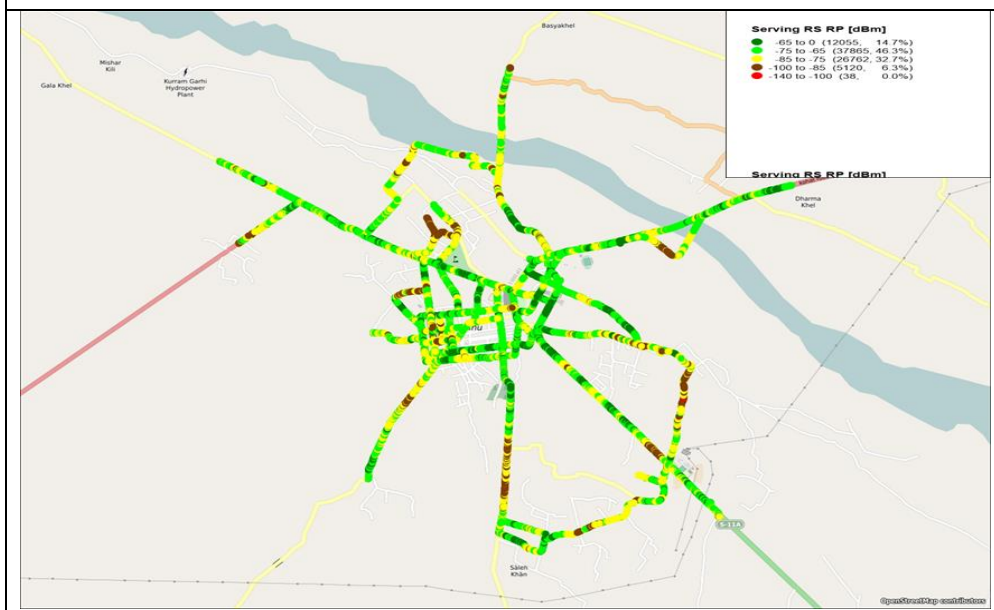 Basyakhel
Mishar
Kili
Kurram Garhi
Hydropower
Plant
Gala Khel
Serving RS RP [dBm]
-65 to 0 (12055, 14.7%)
-75 to -65 (37865, 46.3%)
-85 to -75 (26762, 32.7%)
-100 to -85 (5120, 6.3%)
-140 to -100 (38, 0.0%)
Serving RS RP [dBm]
Dharma
Khel
S-11A
Saleh
Khan
OpenStreetMap contributors